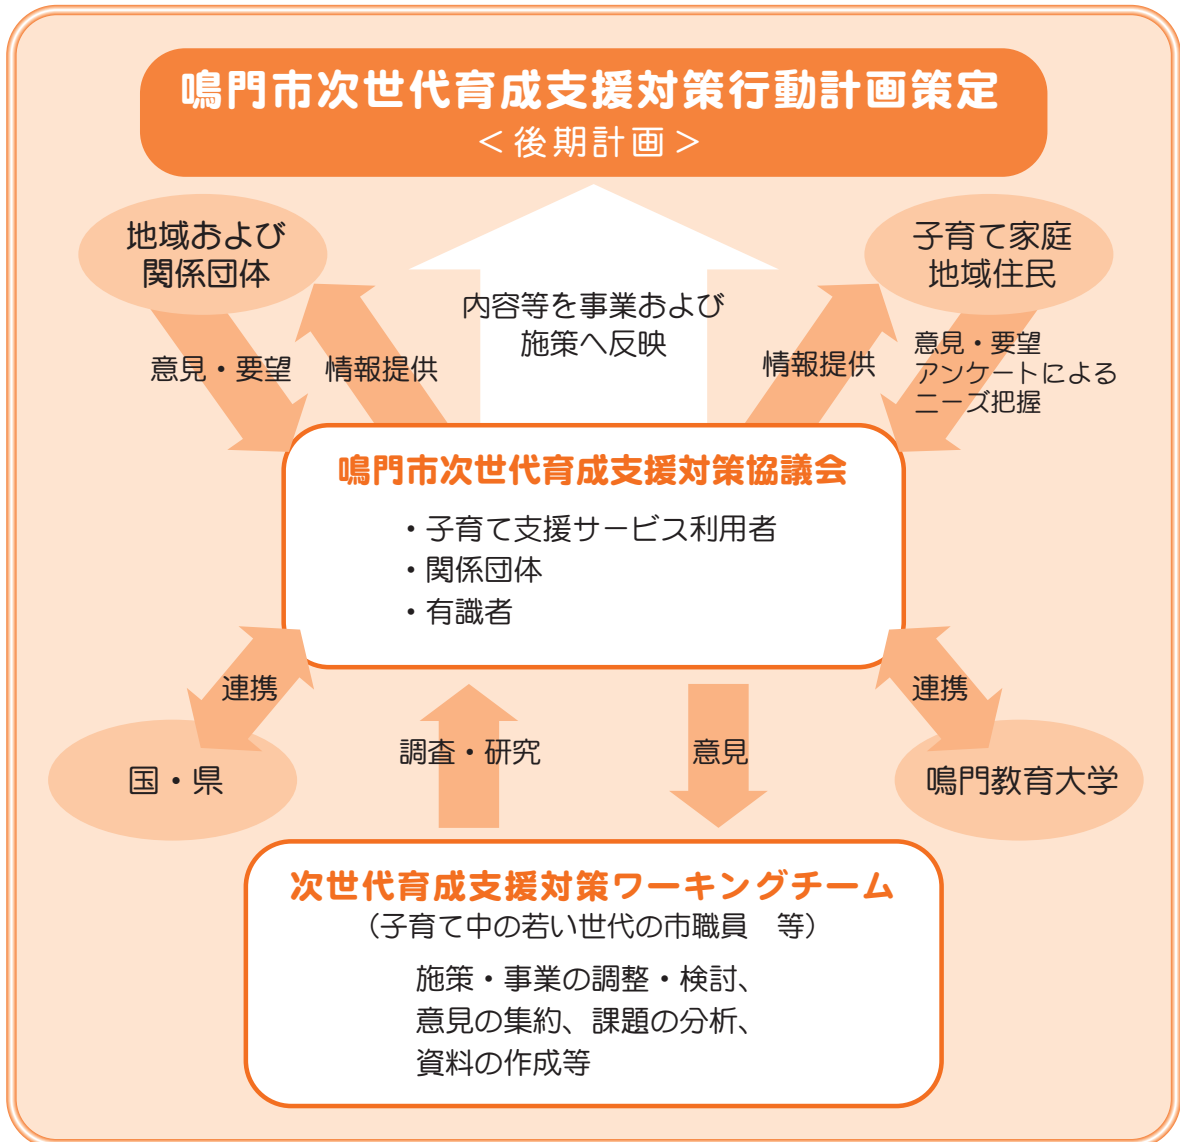 鳴門市次世代育成支援対策行動計画策定
＜後期計画＞
地域および
関係団体
子育て家庭
地域住民
内容等を事業および
施策へ反映
意見・要望
情報提供
情報提供
意見・要望
アンケートによる
ニーズ把握
鳴門市次世代育成支援対策協議会
・子育て支援サービス利用者
・関係団体
・有識者
連携
連携
国・県
調査・研究
意見
鳴門教育大学
次世代育成支援対策ワーキングチーム
（子育て中の若い世代の市職員　等）
施策・事業の調整・検討、
意見の集約、課題の分析、
資料の作成等